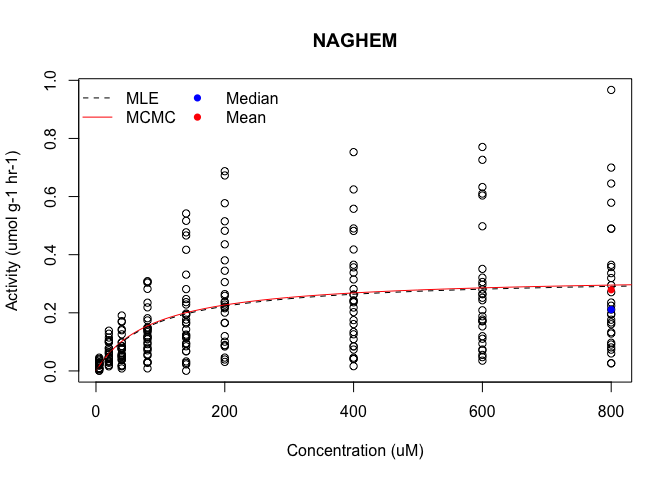 NAGHEM
MLE
MCMC
Median
Mean
Activity (umol g-1 hr-1)
0.0
0.2
0.4
0.6
0.8
1.0
0
200
400
600
800
Concentration (uM)